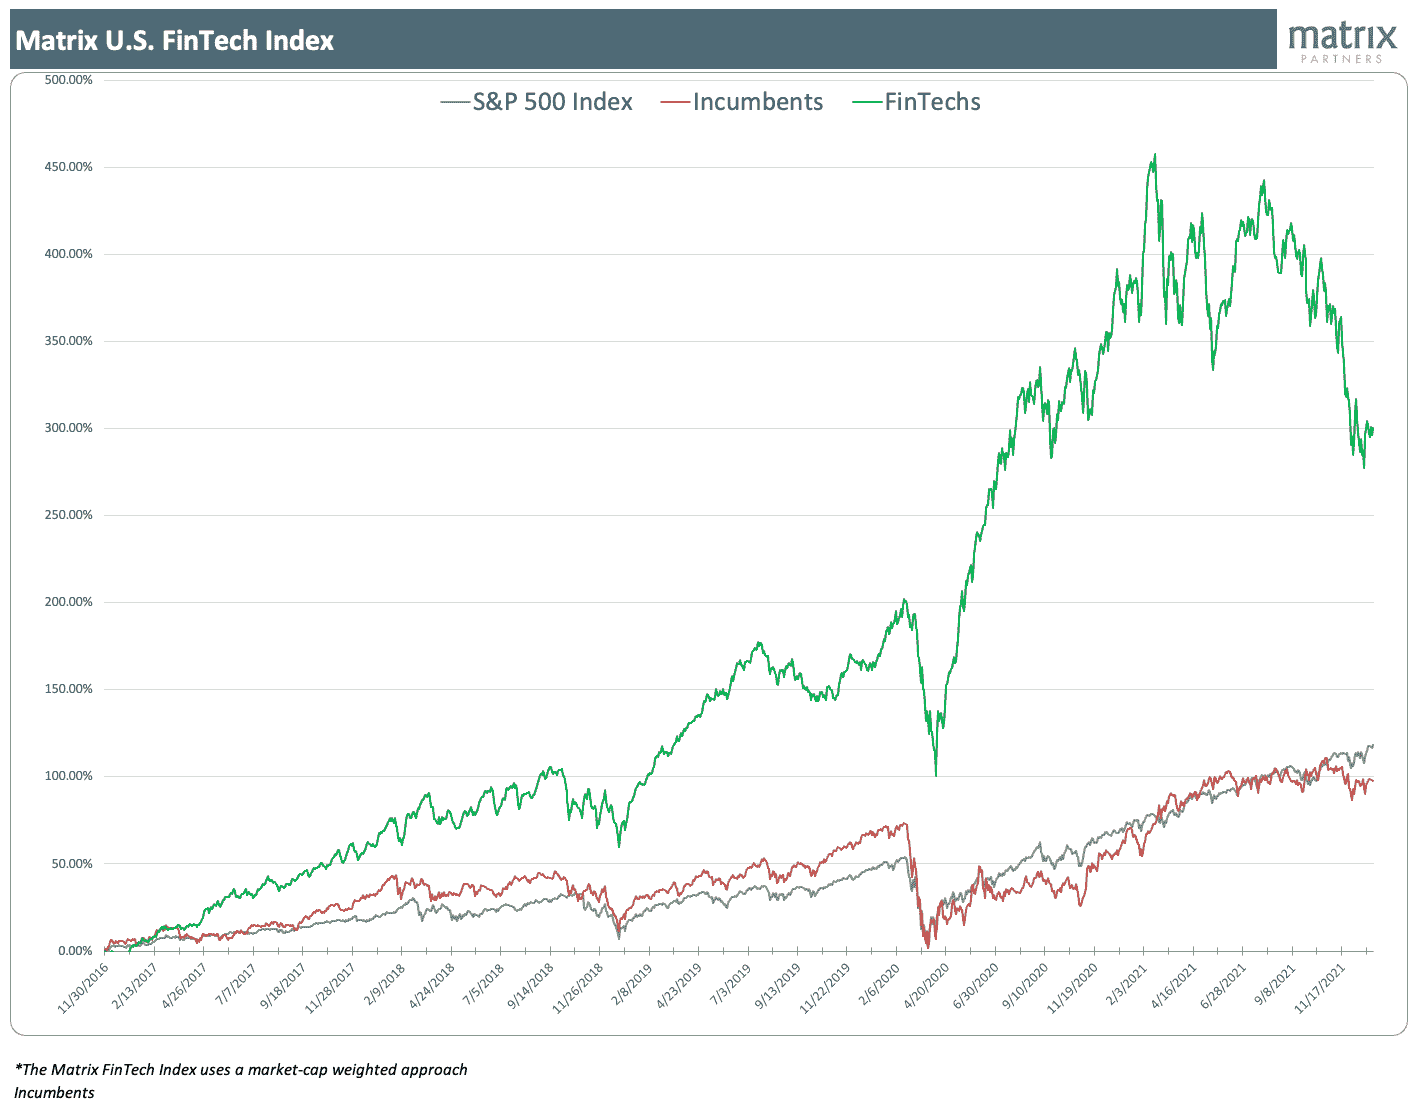 Matrix U.S. FinTech Index
matrix
PARTNERS
500.00%
S&P 500 Index Incumbents FinTechs
450.00%
400.00%
350.00%
300.00%
250.00%
200.00%
150.00%
100.00%
50.00%
0.00%
11/30/2016 2/13/2017 4/26/2017 7/7/2017 9/18/2017 11/28/2017 2/9/2018 4/24/2018 7/5/2018 9/14/2018 11/26/2018 2/8/2019 4/23/2019 7/3/2019 9/13/2019 11/22/2019 2/6/2020 4/20/2020 6/30/2020 9/10/2020 11/19/2020 2/3/2021 4/16/2021 6/28/2021 9/8/2021 11/17/2021
*The Matrix FinTech Index uses a market-cap weighted approach
Incumbents